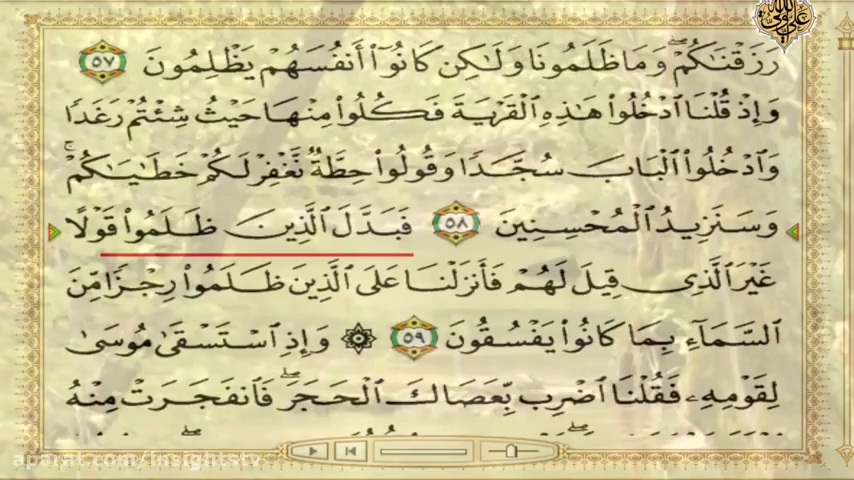 رَزَقْنَٰكُمْ ۖ وَمَا ظَلَمُونَا وَلَٰكِن كَانُوٓا۟ أَنفُسَهُمْ يَظْلِمُونَ ٥٧
وَإِذْ قُلْنَا ٱدْخُلُوا۟ هَٰذِهِ ٱلْقَرْيَةَ فَكُلُوا۟ مِنْهَا حَيْثُ شِئْتُمْ رَغَدًا
وَٱدْخُلُوا۟ ٱلْبَابَ سُجَّدًا وَقُولُوا۟ حِطَّةٌ نَّغْفِرْ لَكُمْ خَطَٰيَٰكُمْ ۚ
وَسَنَزِيدُ ٱلْمُحْسِنِينَ ٥٨ فَبَدَّلَ ٱلَّذِينَ ظَلَمُوا۟ قَوْلًا
غَيْرَ ٱلَّذِى قِيلَ لَهُمْ فَأَنزَلْنَا عَلَى ٱلَّذِينَ ظَلَمُوا۟ رِجْزًا مِّنَ
ٱلسَّمَآءِ بِمَا كَانُوا۟ يَفْسُقُونَ ٥٩ ۞ وَإِذِ ٱسْتَسْقَىٰ مُوسَىٰ
لِقَوْمِهِۦ فَقُلْنَا ٱضْرِب بِّعَصَاكَ ٱلْحَجَرَ ۖ فَٱنفَجَرَتْ مِنْهُ
aparat.com/insightstv